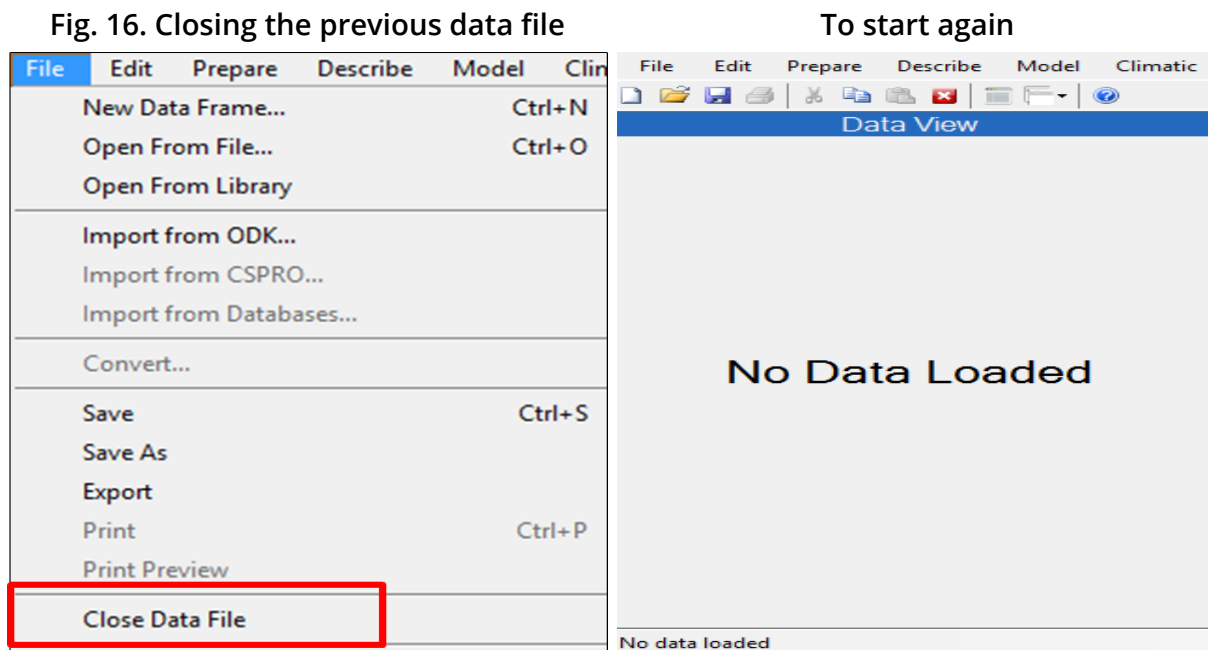 Fig. 16. Closing the previous data file
File Edit Prepare Describe Model Clin
New Data Frame... Ctrl+N
Open From File... Ctrl+O
Open From Library
Import from ODK...
Import from CSPRO...
Import from Databases...
Convert...
Save Ctrl+S
Save As
Export
Print Ctrl+P
Print Preview
Close Data File
To start again
File Edit Prepare Describe Model Climatic
Data View
No Data Loaded
No data loaded